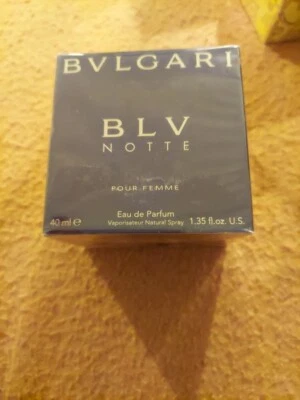 BVLGARI
BLV
NOTTE
POUR FEMME
Eau de Parfum
40 ml e Vaporisateur Natural Spray 1.35 fl.oz. U.S.